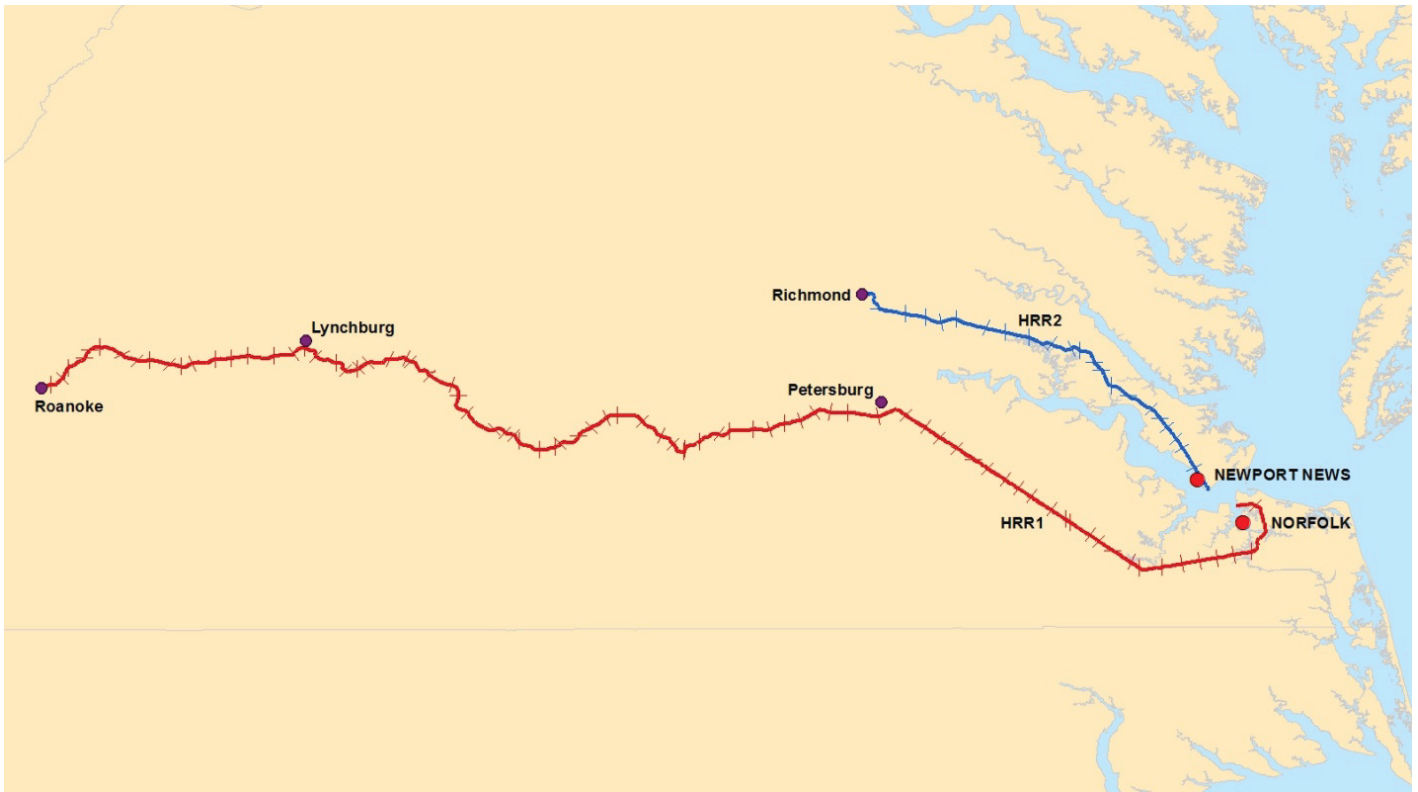 Richmond
HRR2
Lynchburg
Petersburg
Roanoke
NEWPORT NEWS
HRR1
NORFOLK